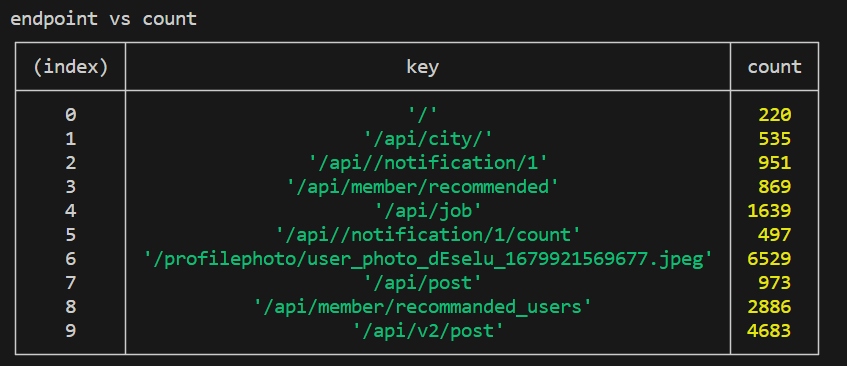 endpoint vs count
(index) key count
0 '/' 220
1 '/api/city/' 535
2 '/api//notification/1' 951
3 '/api/member/recommended' 869
4 '/api/job' 1639
5 '/api//notification/1/count' 497
6 '/profilephoto/user_photo_dEselu_1679921569677.jpeg' 6529
7 '/api/post' 973
8 '/api/member/recommanded_users' 2886
9 '/api/v2/post' 4683